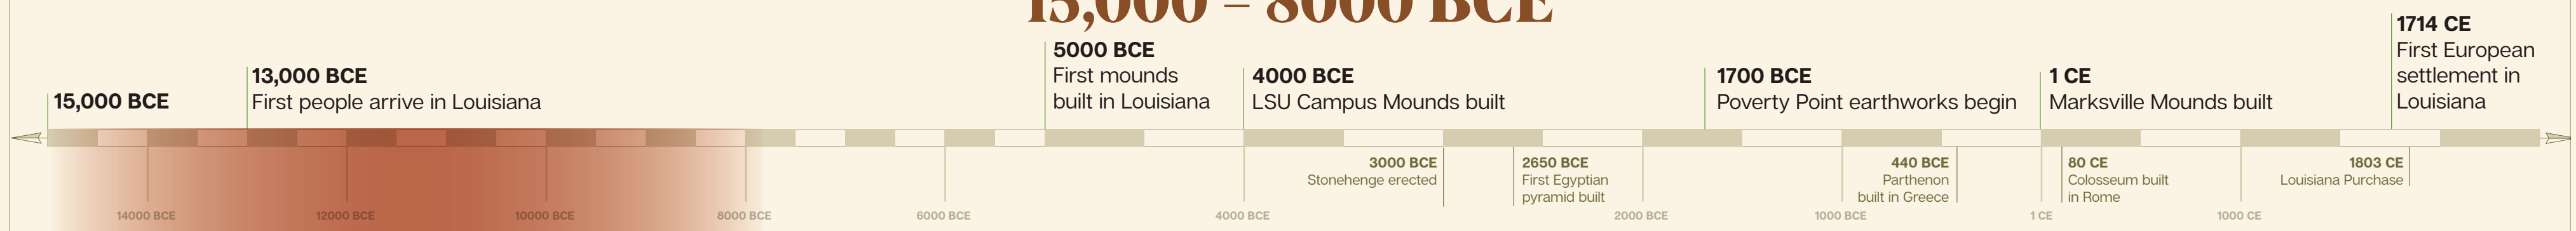 15,000 – 8000 BCE
15,000 BCE
13,000 BCE
First people arrive in Louisiana
5000 BCE
First mounds
built in Louisiana
4000 BCE
LSU Campus Mounds built
1700 BCE
Poverty Point earthworks begin
1 CE
Marksville Mounds built
1714 CE
First European
settlement in
Louisiana
3000 BCE
Stonehenge erected
2650 BCE
First Egyptian
pyramid built
440 BCE
Parthenon
built in Greece
80 CE
Colosseum built
in Rome
1803 CE
Louisiana Purchase
14000 BCE
12000 BCE
10000 BCE
8000 BCE
6000 BCE
4000 BCE
2000 BCE
1000 BCE
1 CE
1000 CE